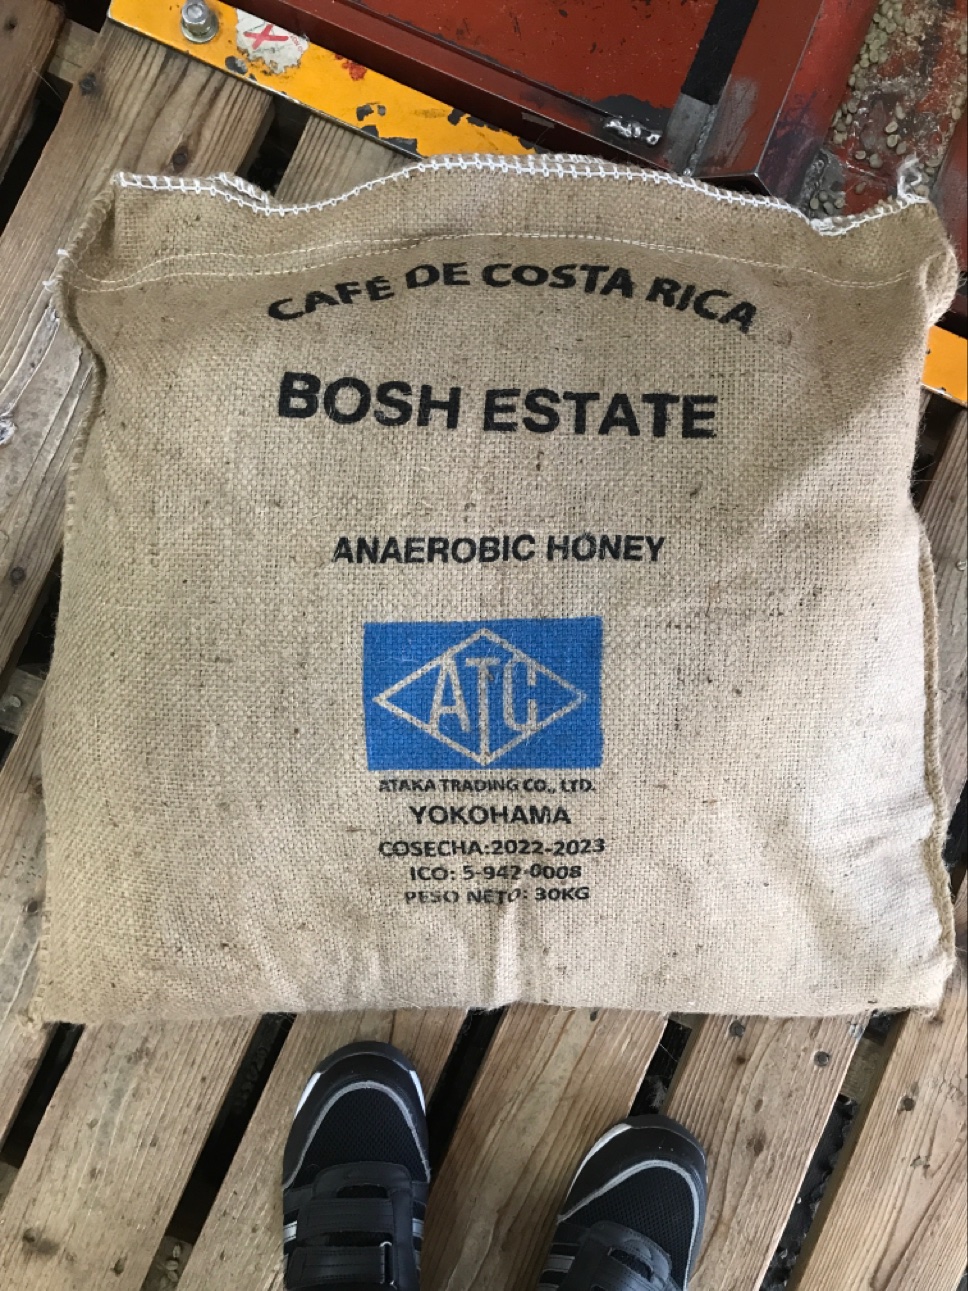 CAFÉ DE COSTA RICA
BOSH ESTATE
ANAEROBIC HONEY
ATC
ATAKA TRADING CO., LTD.
YOKOHAMA
COSECHA:2022-2023
ICO: 5-942-0008
PESO NETO: 30KG